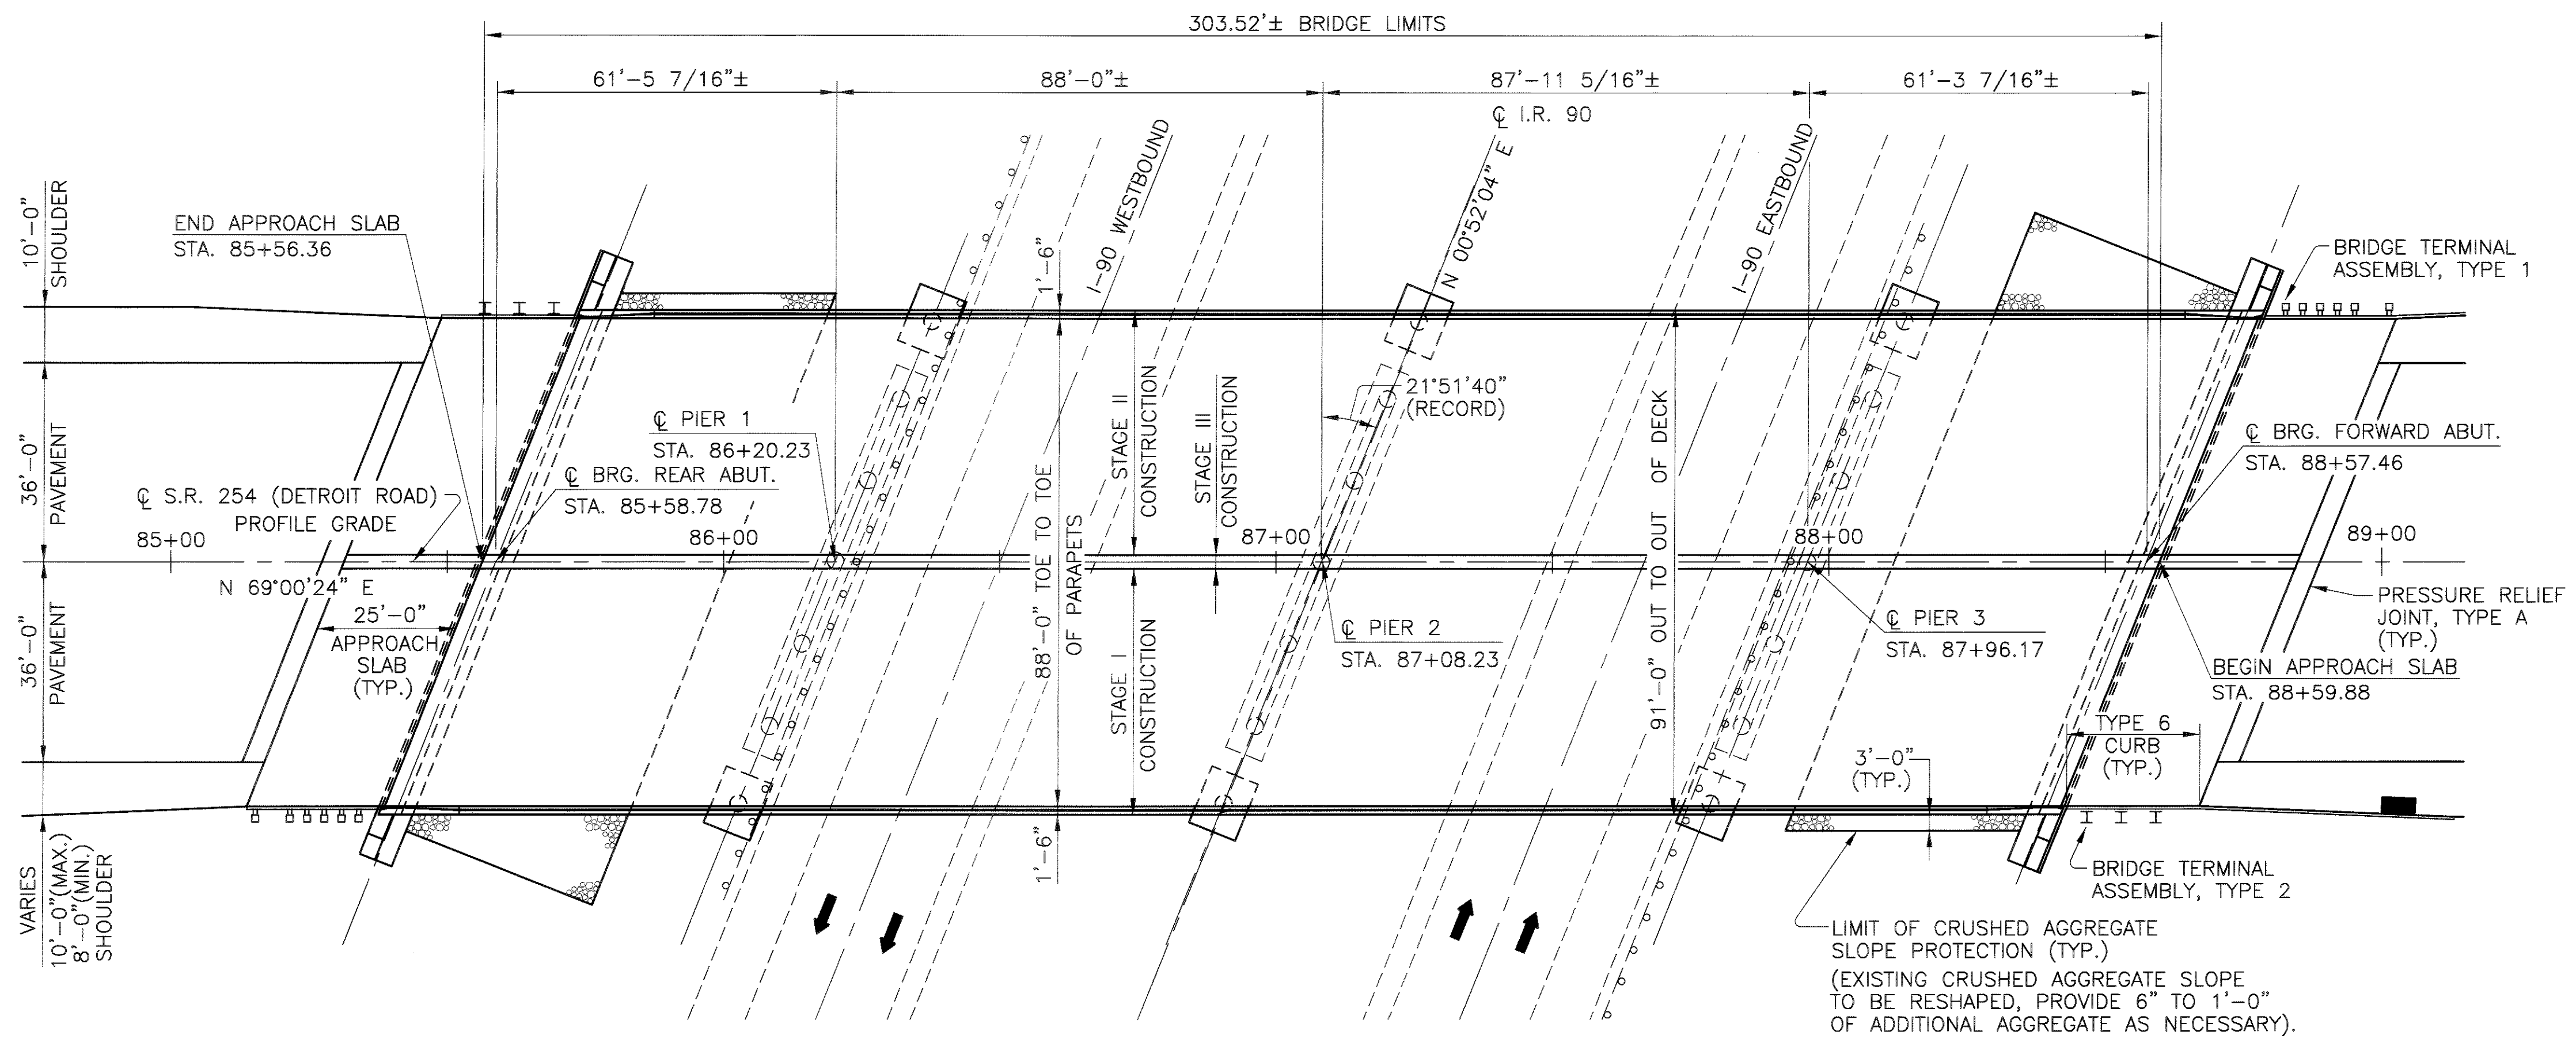 303.52'± BRIDGE LIMITS
61'-5 7/16"±
88'-0"±
87'-11 5/16"±
61'-3 7/16"±
℄ I.R. 90
I-90 WESTBOUND
N 00°52'04" E
I-90 EASTBOUND
10'-0"
SHOULDER
END APPROACH SLAB
STA. 85+56.36
1'-6"
BRIDGE TERMINAL
ASSEMBLY, TYPE 1
36'-0"
PAVEMENT
℄ PIER 1
STA. 86+20.23
℄ BRG. REAR ABUT.
STA. 85+58.78
℄ S.R. 254 (DETROIT ROAD)
PROFILE GRADE
STAGE II
CONSTRUCTION
STAGE III
CONSTRUCTION
21°51'40"
(RECORD)
℄ BRG. FORWARD ABUT.
STA. 88+57.46
85+00
86+00
87+00
88+00
89+00
N 69°00'24" E
88'-0" TOE TO TOE
OF PARAPETS
91'-0" OUT TO OUT OF DECK
36'-0"
PAVEMENT
25'-0"
APPROACH
SLAB
(TYP.)
STAGE I
CONSTRUCTION
℄ PIER 2
STA. 87+08.23
℄ PIER 3
STA. 87+96.17
PRESSURE RELIEF
JOINT, TYPE A
(TYP.)
BEGIN APPROACH SLAB
STA. 88+59.88
TYPE 6
CURB
(TYP.)
3'-0"
(TYP.)
VARIES
10'-0"(MAX.)
8'-0"(MIN.)
SHOULDER
1'-6"
BRIDGE TERMINAL
ASSEMBLY, TYPE 2
LIMIT OF CRUSHED AGGREGATE
SLOPE PROTECTION (TYP.)
(EXISTING CRUSHED AGGREGATE SLOPE
TO BE RESHAPED, PROVIDE 6" TO 1'-0"
OF ADDITIONAL AGGREGATE AS NECESSARY).